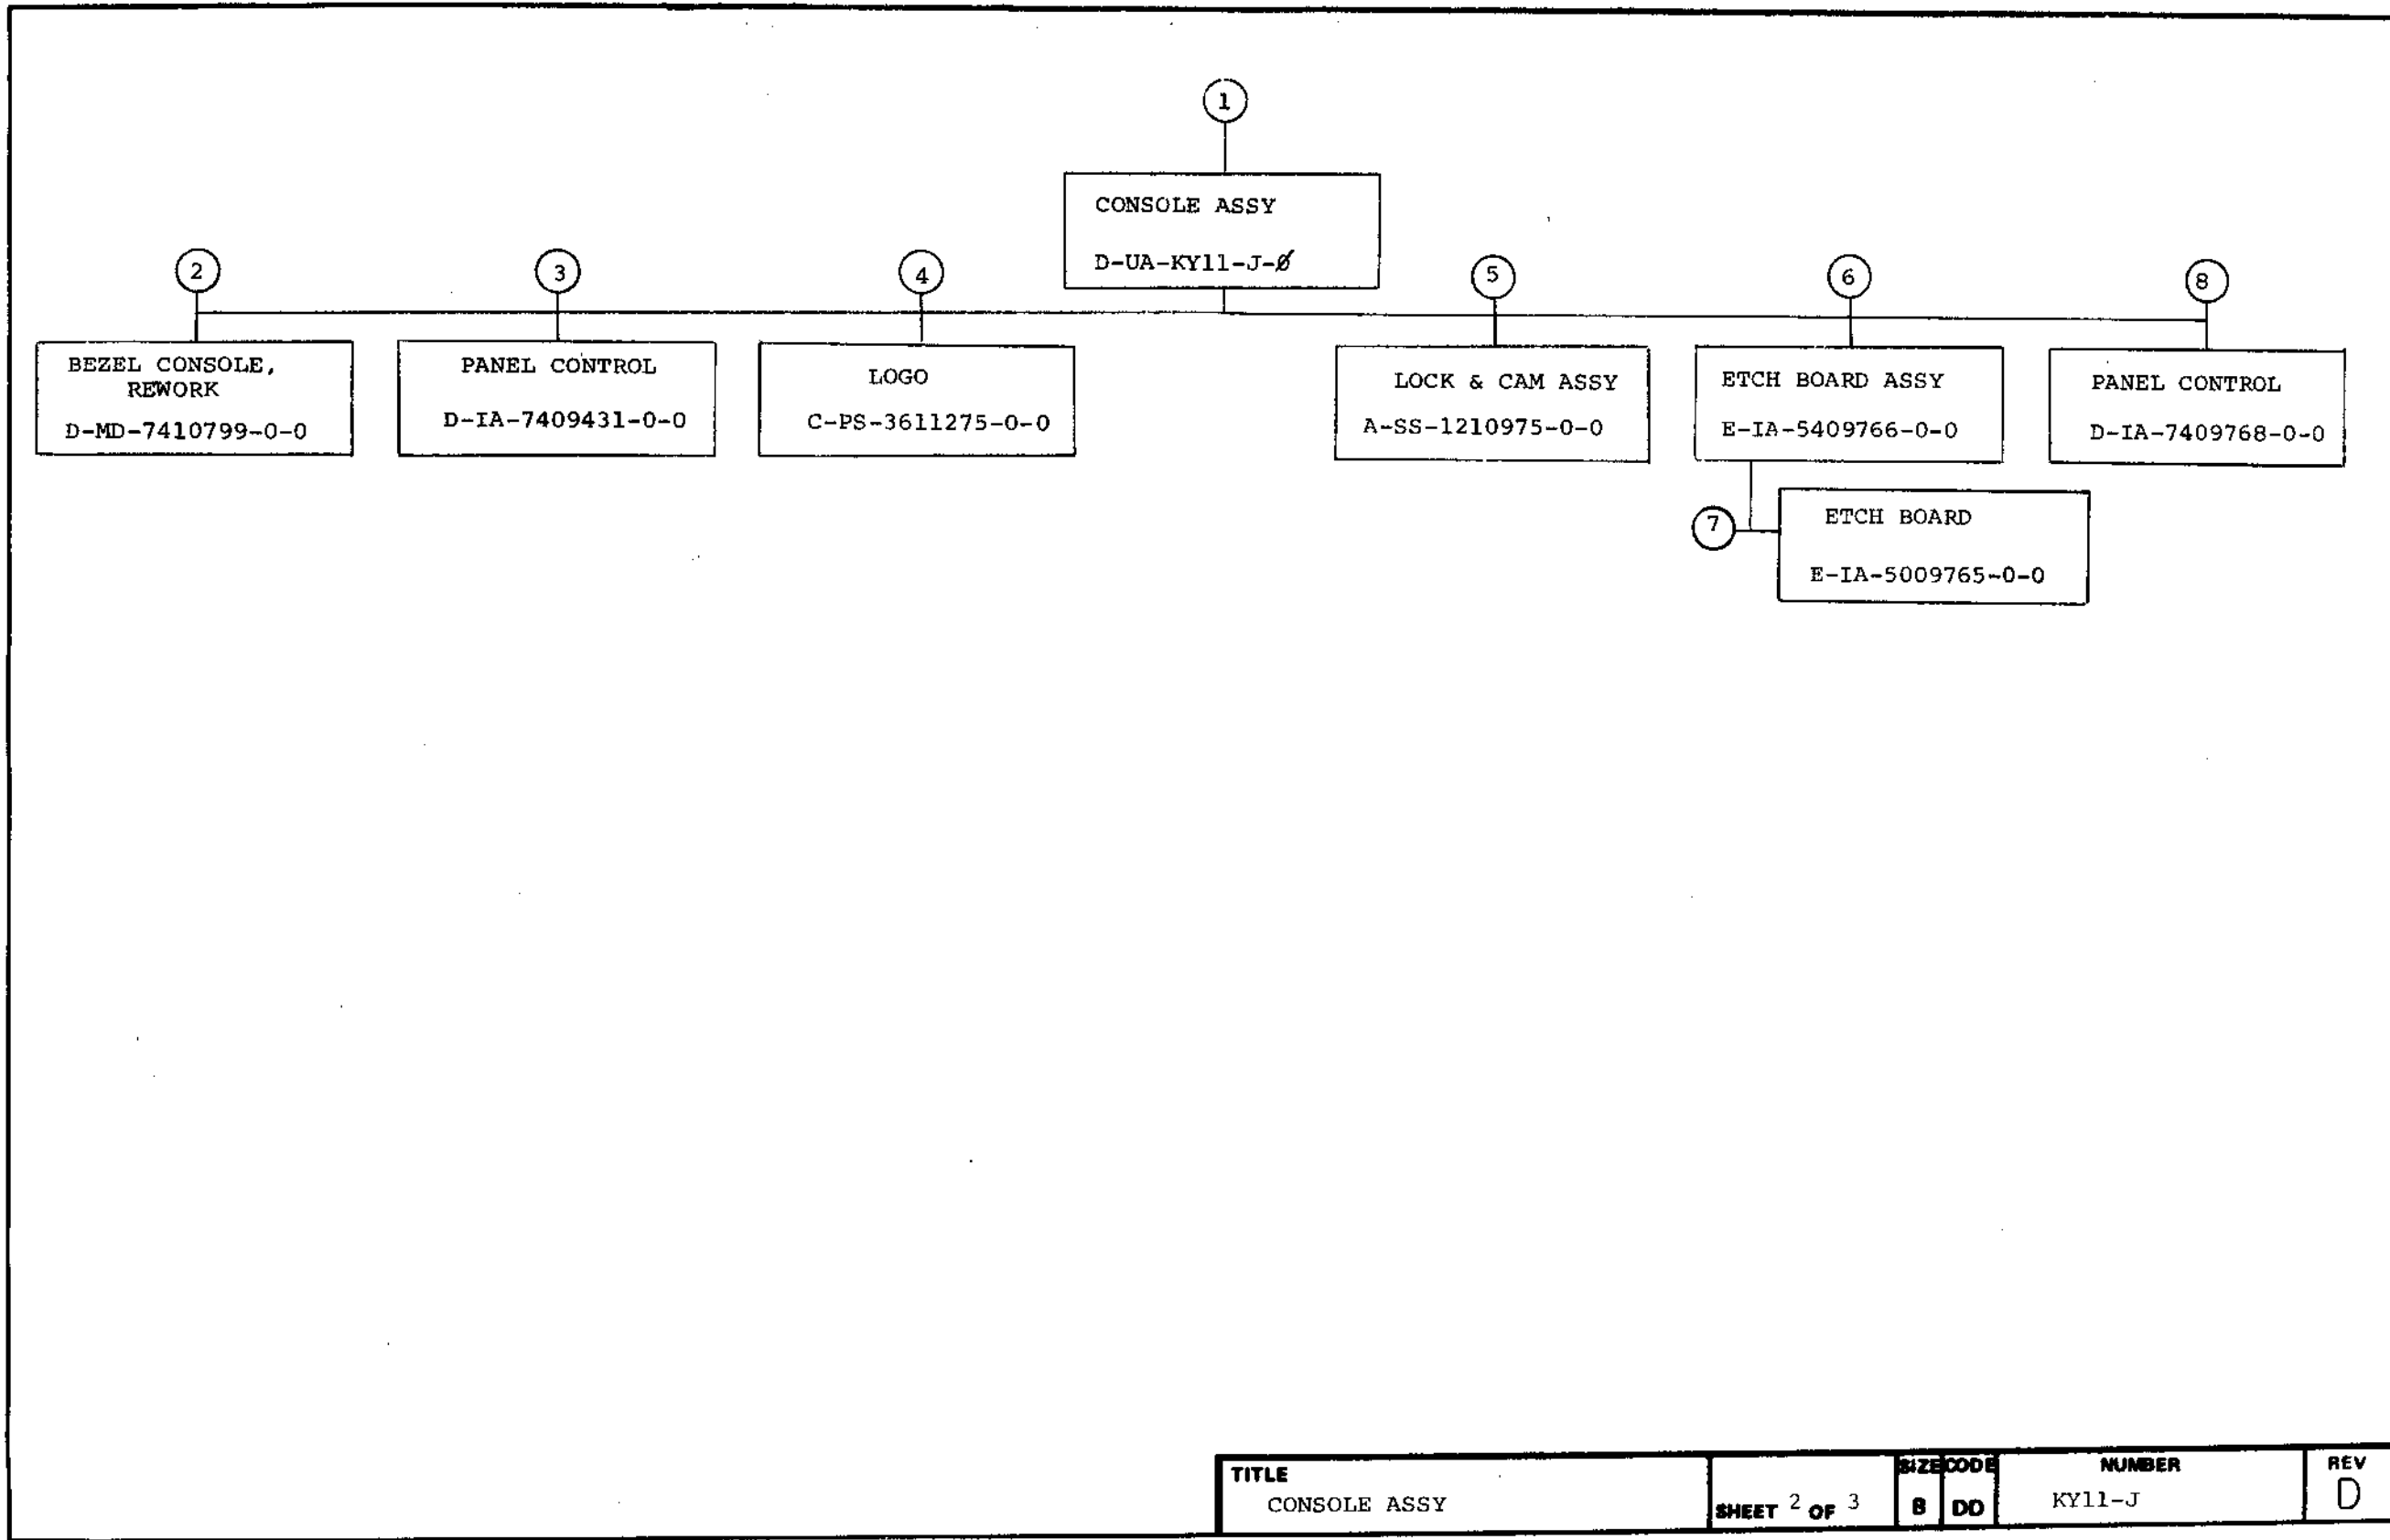 1
CONSOLE ASSY
D-UA-KY11-J-Ø
2
BEZEL CONSOLE,
REWORK
D-MD-7410799-0-0
3
PANEL CONTROL
D-IA-7409431-0-0
4
LOGO
C-PS-3611275-0-0
5
LOCK & CAM ASSY
A-SS-1210975-0-0
6
ETCH BOARD ASSY
E-IA-5409766-0-0
7
ETCH BOARD
E-IA-5009765-0-0
8
PANEL CONTROL
D-IA-7409768-0-0
TITLE
CONSOLE ASSY
SHEET 2 OF 3
SIZE
B
CODE
DD
NUMBER
KY11-J
REV
D